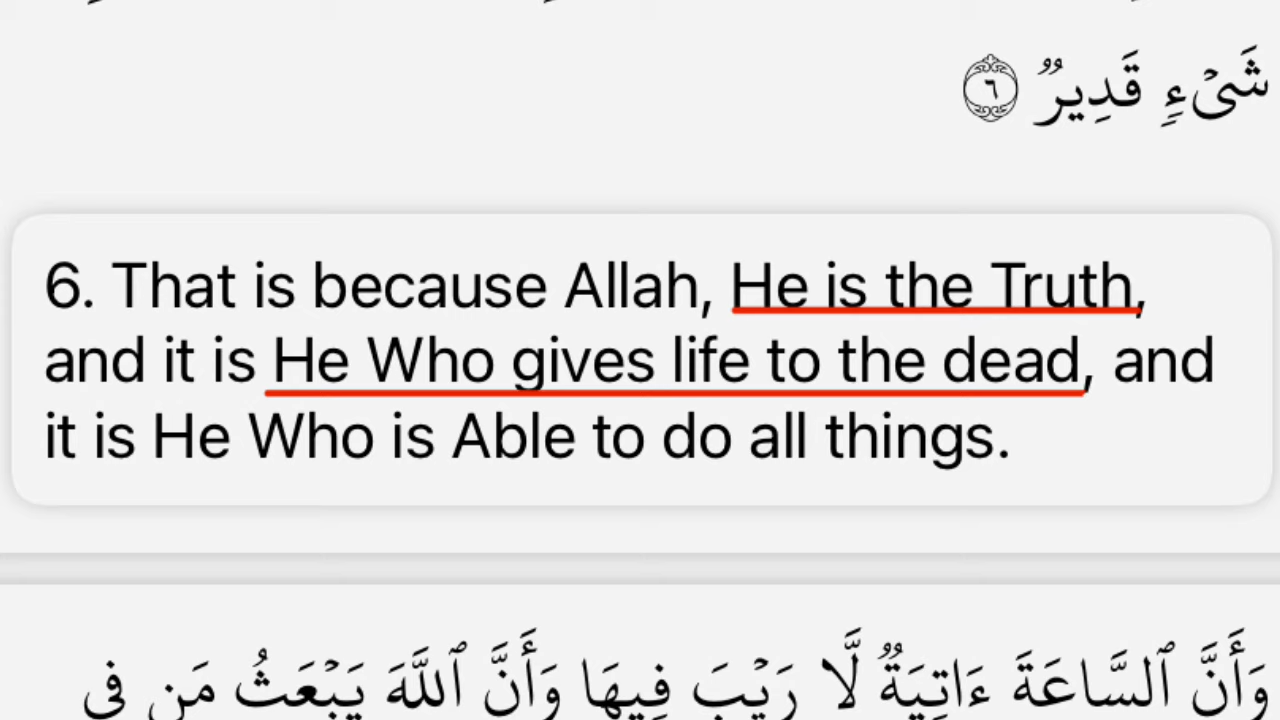 شَىْءٍ قَدِيرٌ ٦
6. That is because Allah, He is the Truth,
and it is He Who gives life to the dead, and
it is He Who is Able to do all things.
وَأَنَّ ٱلسَّاعَةَ ءَاتِيَةٌ لَّا رَيْبَ فِيهَا وَأَنَّ ٱللَّهَ يَبْعَثُ مَن فِى